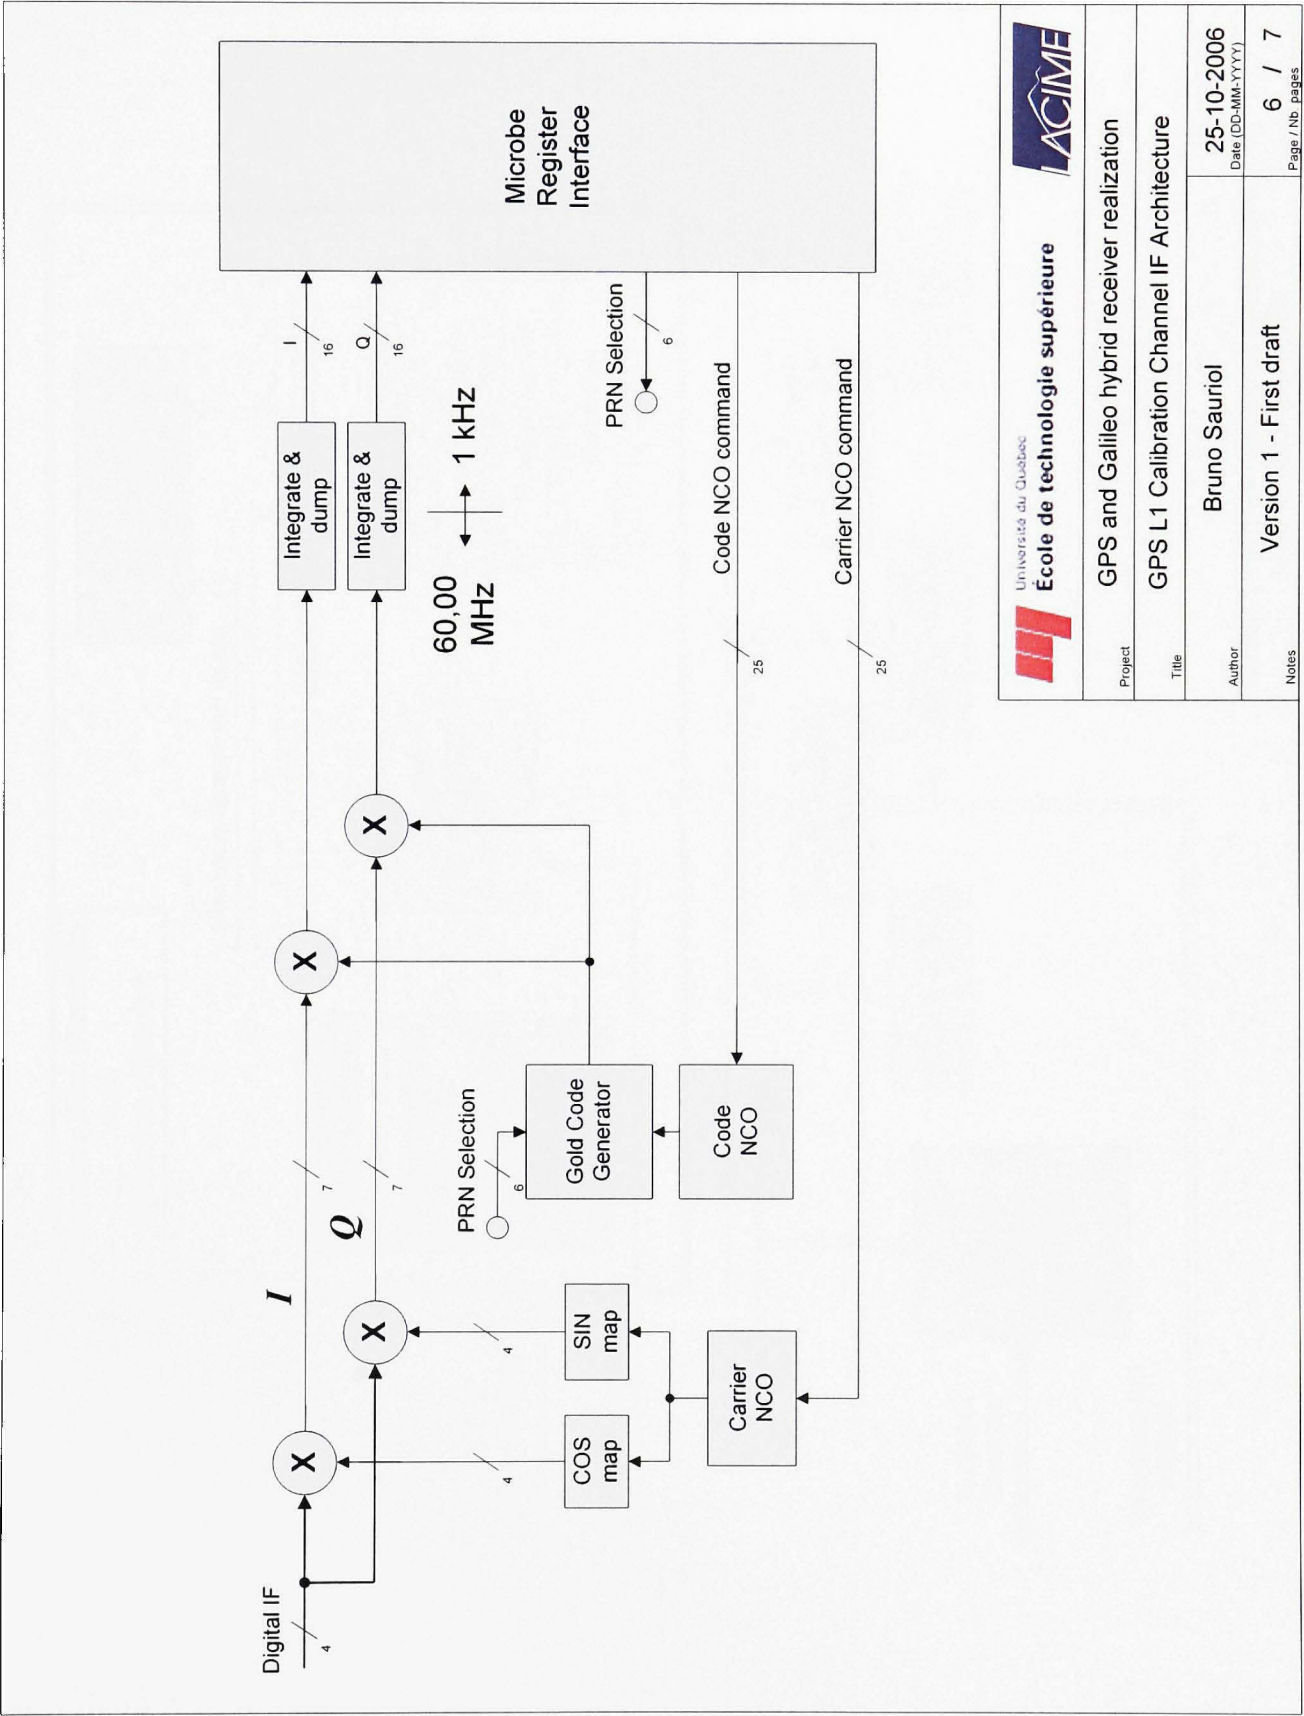 Digital IF
4
X
X
I
Q
7
7
4
4
COS
map
SIN
map
Carrier
NCO
PRN Selection
6
Gold Code
Generator
Code
NCO
X
X
Integrate &
dump
Integrate &
dump
60,00
MHz
1 kHz
I
16
Q
16
PRN Selection
6
Code NCO command
25
Carrier NCO command
25
Microbe
Register
Interface
Université du Québec
École de technologie supérieure
LACIME
Project
GPS and Galileo hybrid receiver realization
Title
GPS L1 Calibration Channel IF Architecture
Author
Bruno Sauriol
25-10-2006
Date (DD-MM-YYYY)
Notes
Version 1 - First draft
6 / 7
Page / Nb pages